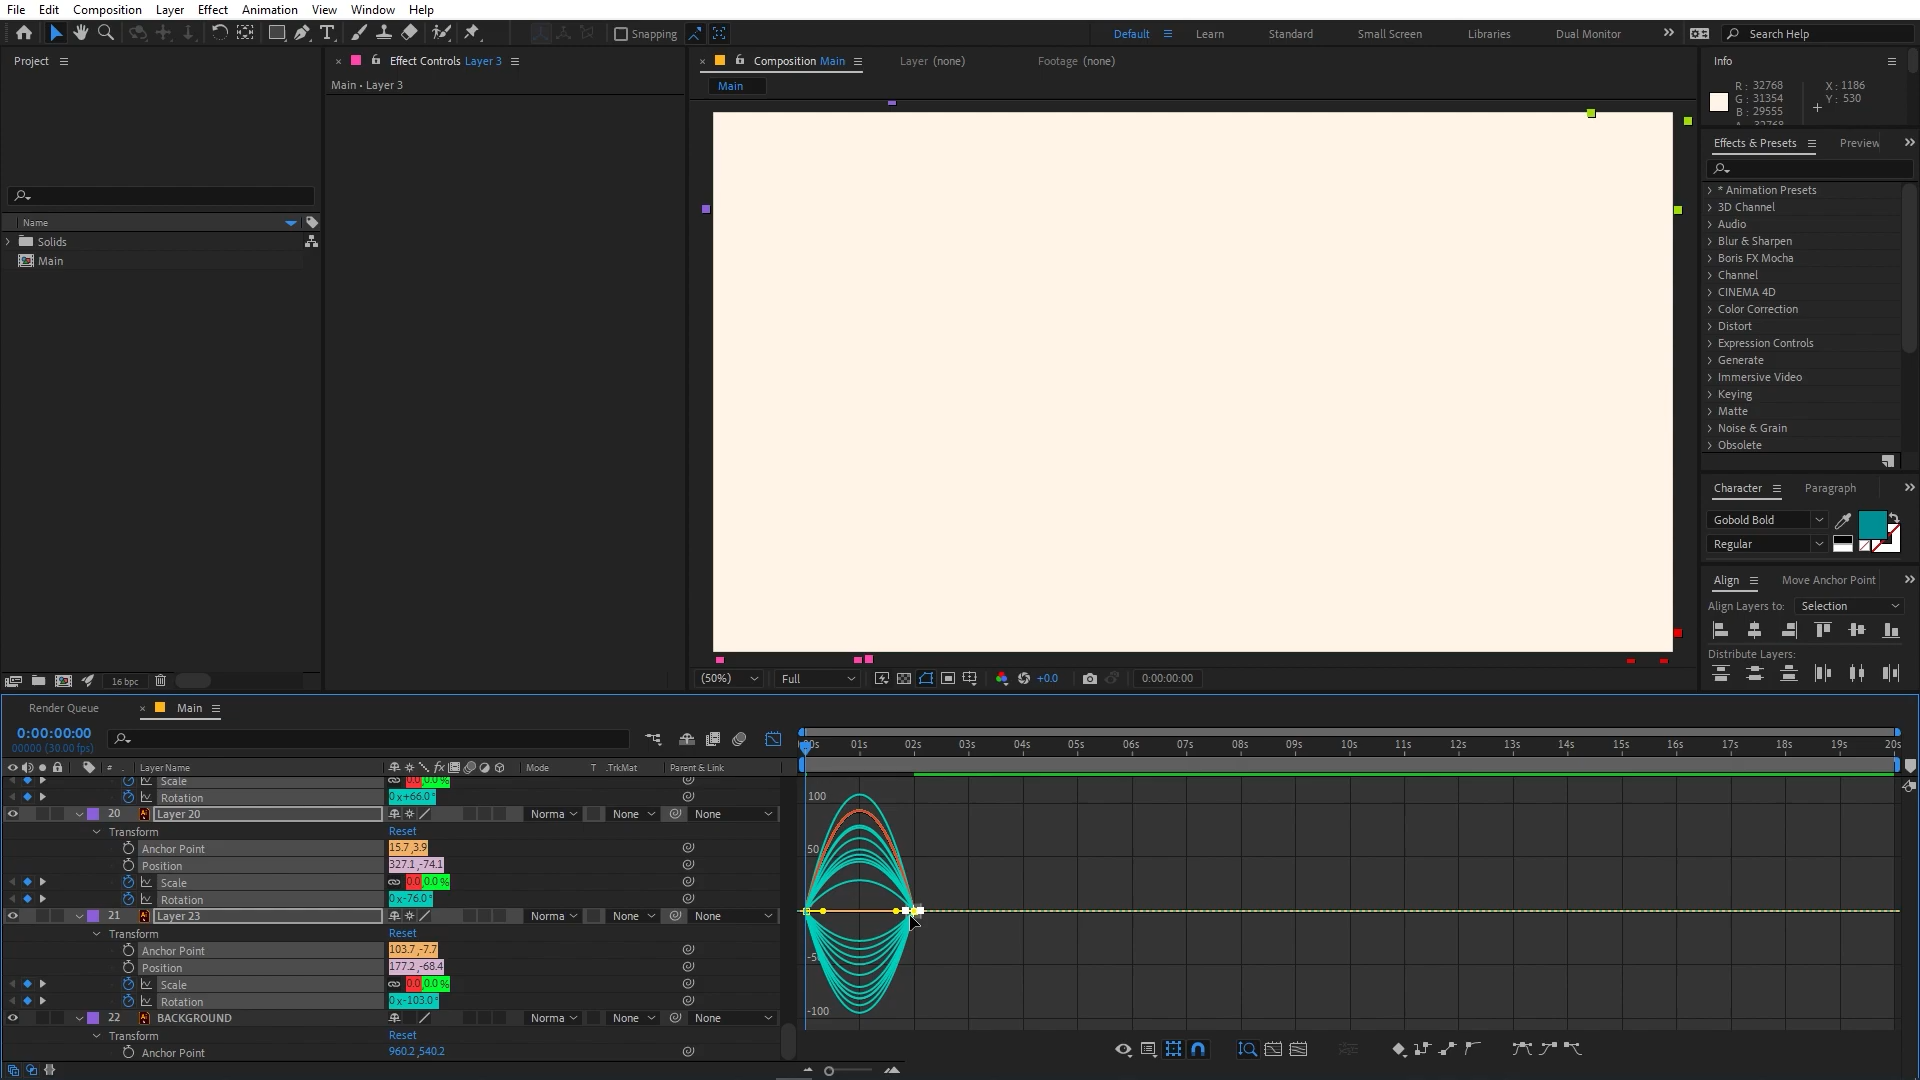 File Edit Composition Layer Effect Animation View Window Help
Snapping Default Learn Standard Small Screen Libraries Dual Monitor Search Help
Project
Effect Controls Layer 3
Main • Layer 3
Composition Main Layer (none) Footage (none)
Main
Info
R : 32768 X : 1186
G : 31354 Y : 530
B : 29555
Effects & Presets Preview
* Animation Presets
3D Channel
Audio
Blur & Sharpen
Boris FX Mocha
Channel
CINEMA 4D
Color Correction
Distort
Expression Controls
Generate
Immersive Video
Keying
Matte
Noise & Grain
Obsolete
Name
Solids
Main
Character Paragraph
Gobold Bold
Regular
Align Move Anchor Point
Align Layers to: Selection
Distribute Layers:
16 bpc
(50%) Full +0.0 0:00:00:00
Render Queue Main
0:00:00:00
00000 (30.00 fps)
# Layer Name Mode T .TrkMat Parent & Link
00s 01s 02s 03s 04s 05s 06s 07s 08s 09s 10s 11s 12s 13s 14s 15s 16s 17s 18s 19s 20s
Scale 0.0,0.0%
Rotation 0x+66.0°
20 Layer 20 Norma None None
Transform Reset
Anchor Point 15.7,3.9
Position 327.1,-74.1
Scale 0.0,0.0%
Rotation 0x-76.0°
21 Layer 23 Norma None None
Transform Reset
Anchor Point 103.7,-7.7
Position 177.2,-68.4
Scale 0.0,0.0%
Rotation 0x-103.0°
22 BACKGROUND Norma None None
Transform Reset
Anchor Point 960.2,540.2
100
50
-100